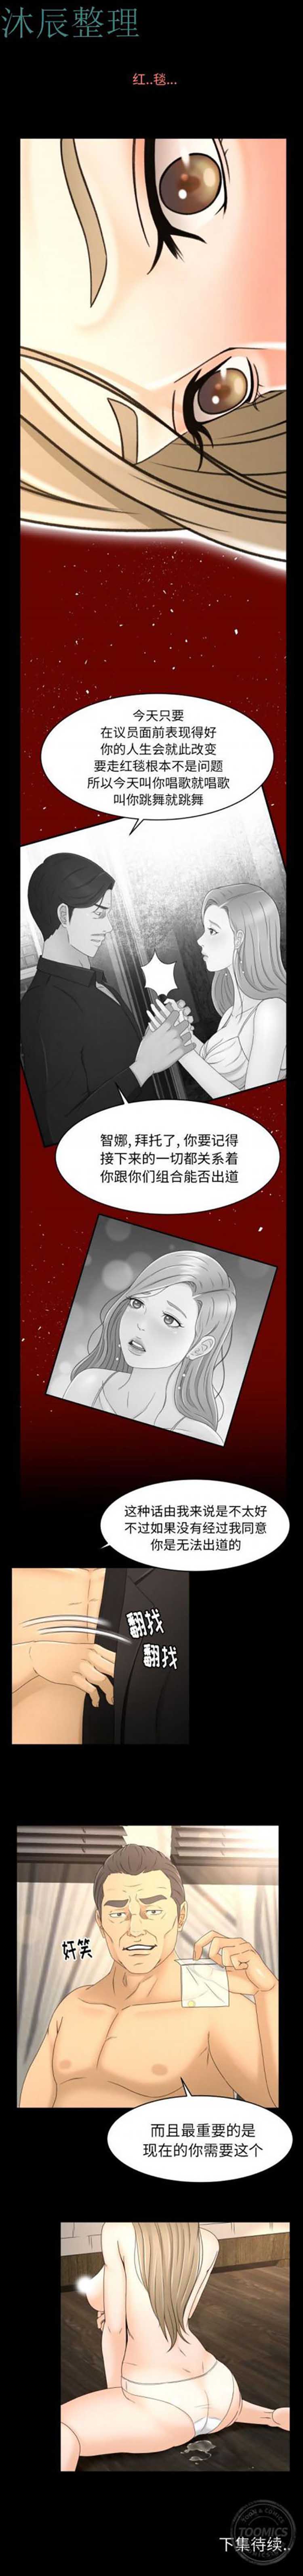 沐辰整理
红..毯...
今天只要
在议员面前表现得好
你的人生会就此改变
要走红毯根本不是问题
所以今天叫你唱歌就唱歌
叫你跳舞就跳舞
智娜, 拜托了, 你要记得
接下来的一切都关系着
你跟你们组合能否出道
这种话由我来说是不太好
不过如果没有经过我同意
你是无法出道的
翻找
翻找
奸笑
而且最重要的是
现在的你需要这个
TOOMICS
下集待续..